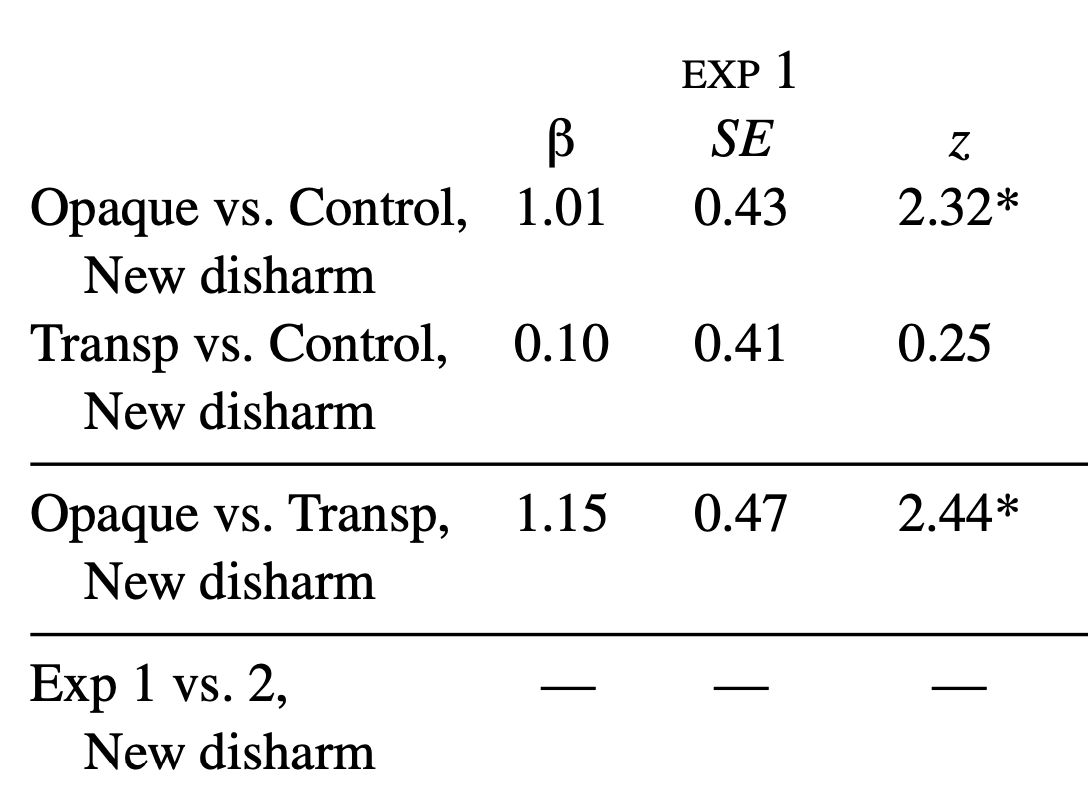 EXP 1
β SE z
Opaque vs. Control, 1.01 0.43 2.32*
New disharm
Transp vs. Control, 0.10 0.41 0.25
New disharm
Opaque vs. Transp, 1.15 0.47 2.44*
New disharm
Exp 1 vs. 2, — — —
New disharm